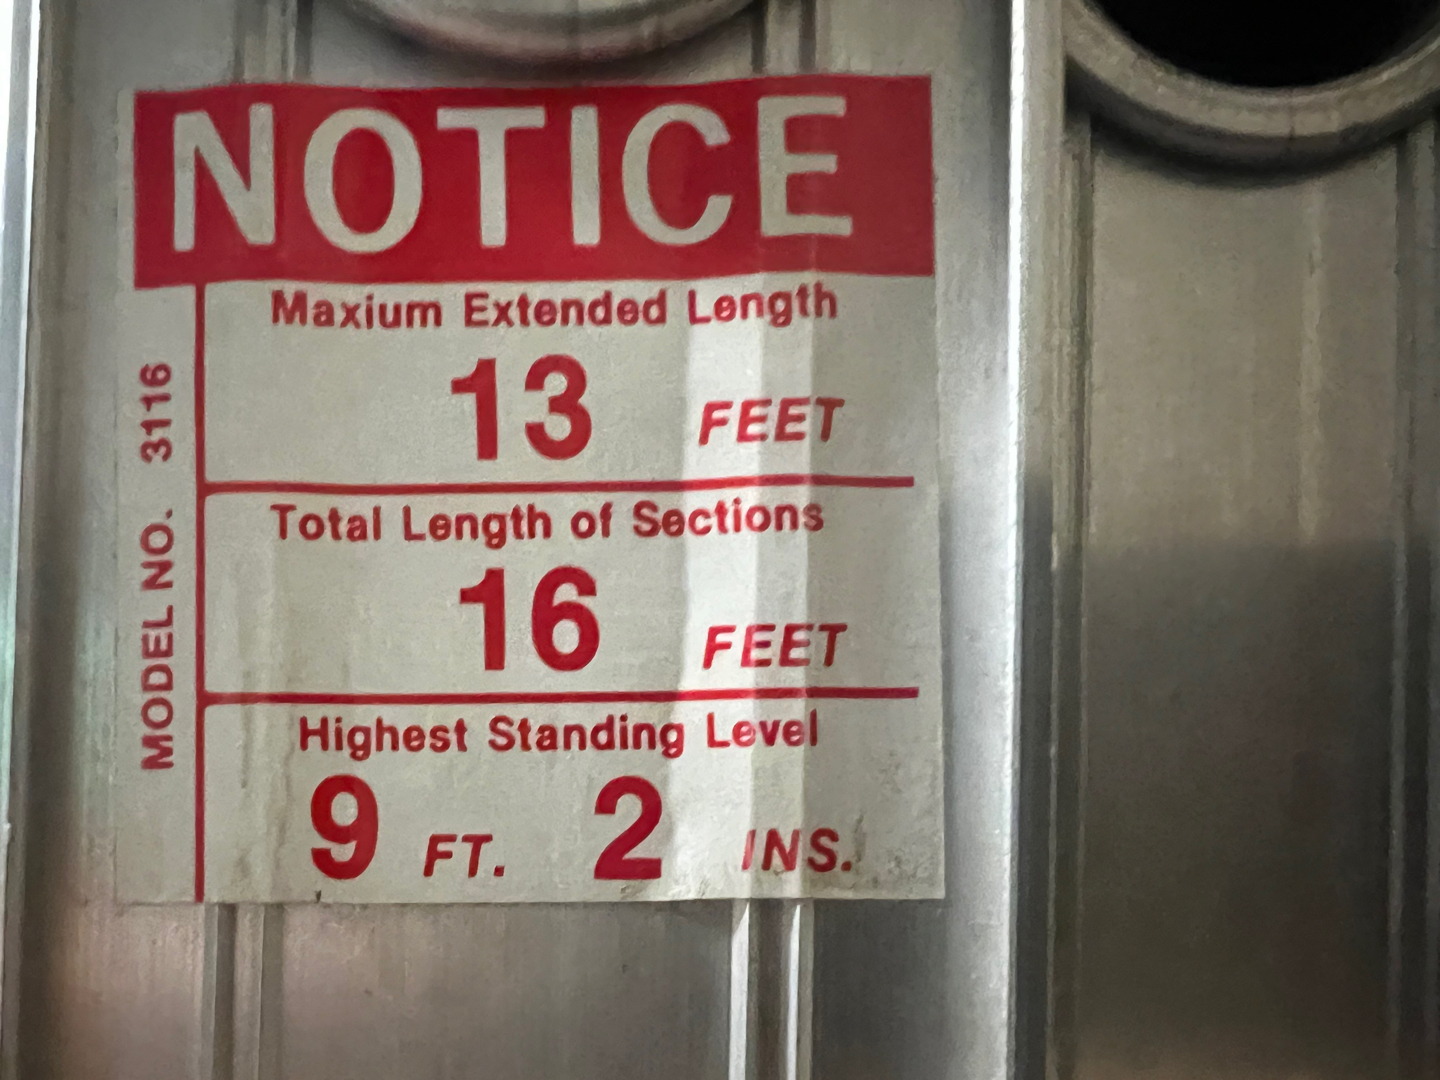 NOTICE
MODEL NO. 3116
Maxium Extended Length
13 FEET
Total Length of Sections
16 FEET
Highest Standing Level
9 FT. 2 INS.